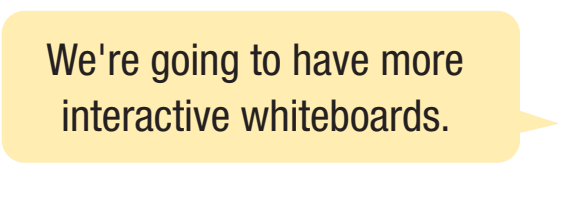 We're going to have more
interactive whiteboards.